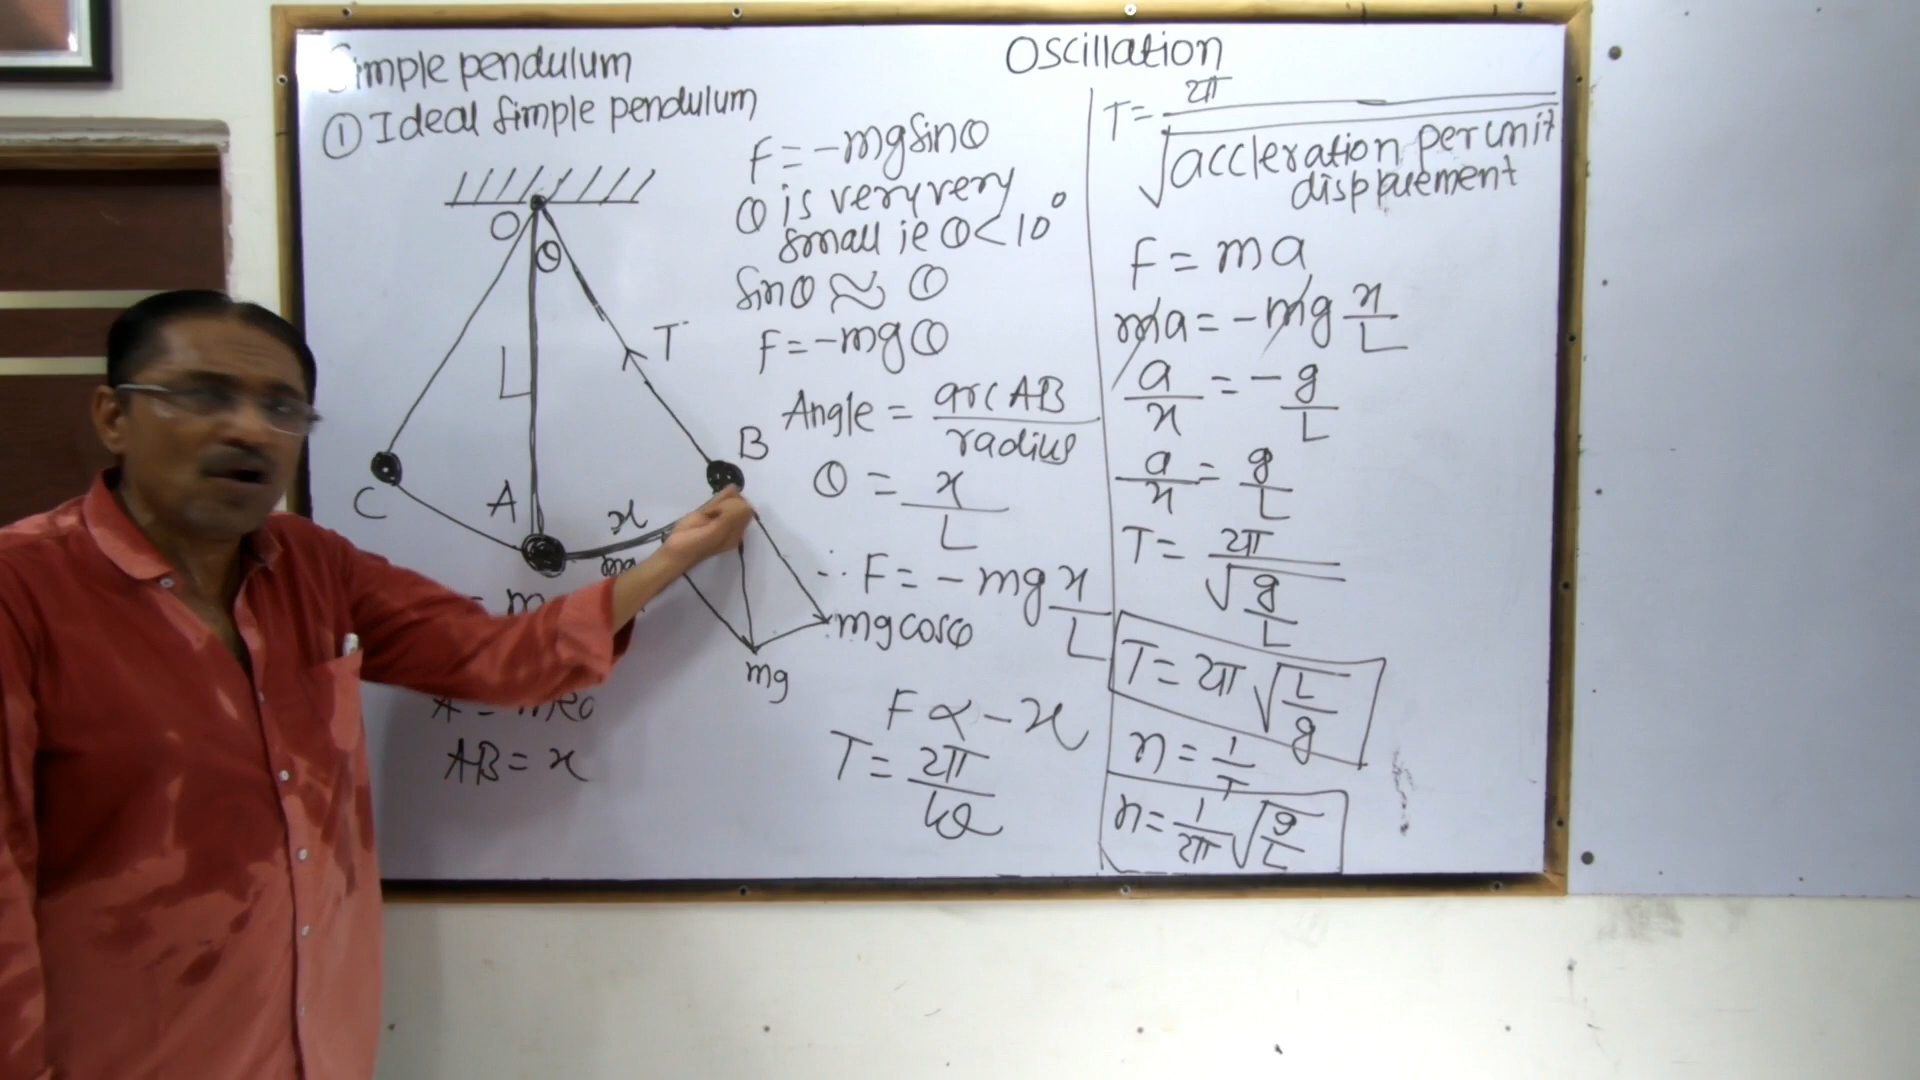 Simple pendulum
① Ideal simple pendulum
O
θ
L
T
B
C
A
x
mg
mgcosθ
AB = x
F = -mgsinθ
θ is very very
small ie θ < 10°
sinθ ≈ θ
F = -mgθ
Angle = arc AB / radius
θ = x / L
∴ F = -mg x / L
F ∝ -x
T = 2π / ω
Oscillation
T = 2π / √accleration per unit
displacement
F = ma
ma = -mg x / L
a / x = - g / L
a / x = g / L
T = 2π / √g / L
T = 2π √L / g
n = 1 / T
n = 1 / 2π √g / L